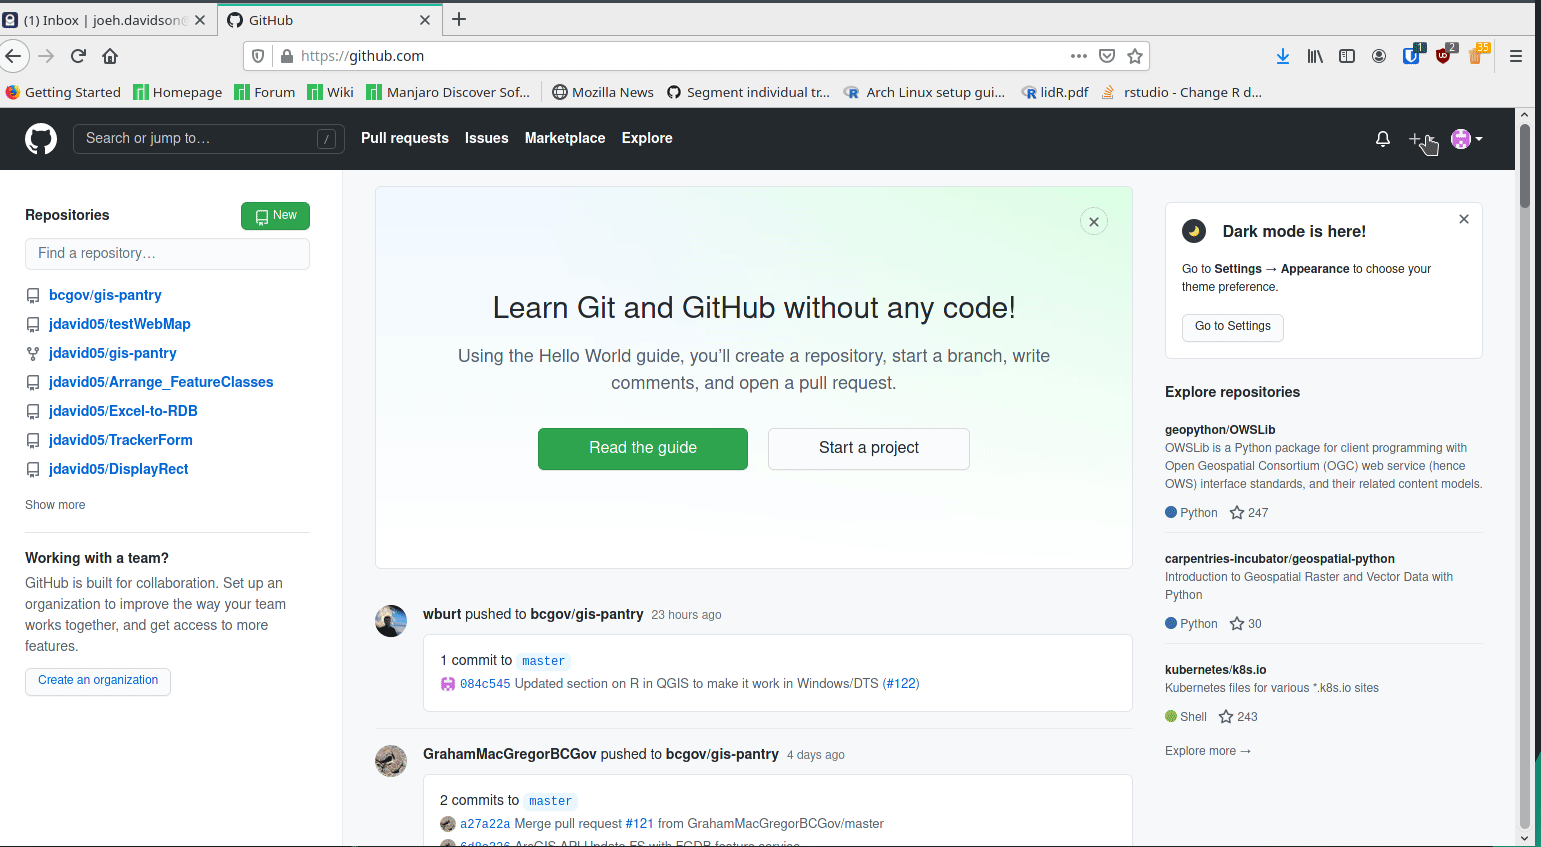 (1) Inbox | joeh.davidson@
GitHub
https://github.com
1
2
35
Getting Started
Homepage
Forum
Wiki
Manjaro Discover Sof...
Mozilla News
Segment individual tr...
Arch Linux setup gui...
lidR.pdf
rstudio - Change R d...
Search or jump to…
/
Pull requests
Issues
Marketplace
Explore
Repositories
New
Find a repository…
bcgov/gis-pantry
jdavid05/testWebMap
jdavid05/gis-pantry
jdavid05/Arrange_FeatureClasses
jdavid05/Excel-to-RDB
jdavid05/TrackerForm
jdavid05/DisplayRect
Show more
Working with a team?
GitHub is built for collaboration. Set up an
organization to improve the way your team
works together, and get access to more
features.
Create an organization
Learn Git and GitHub without any code!
Using the Hello World guide, you’ll create a repository, start a branch, write
comments, and open a pull request.
Read the guide
Start a project
wburt pushed to bcgov/gis-pantry 23 hours ago
1 commit to master
084c545 Updated section on R in QGIS to make it work in Windows/DTS (#122)
GrahamMacGregorBCGov pushed to bcgov/gis-pantry 4 days ago
2 commits to master
a27a22a Merge pull request #121 from GrahamMacGregorBCGov/master
ArcGIS API Update FS with FGDB feature service
Dark mode is here!
Go to Settings → Appearance to choose your
theme preference.
Go to Settings
Explore repositories
geopython/OWSLib
OWSLib is a Python package for client programming with
Open Geospatial Consortium (OGC) web service (hence
OWS) interface standards, and their related content models.
Python
247
carpentries-incubator/geospatial-python
Introduction to Geospatial Raster and Vector Data with
Python
Python
30
kubernetes/k8s.io
Kubernetes files for various *.k8s.io sites
Shell
243
Explore more →